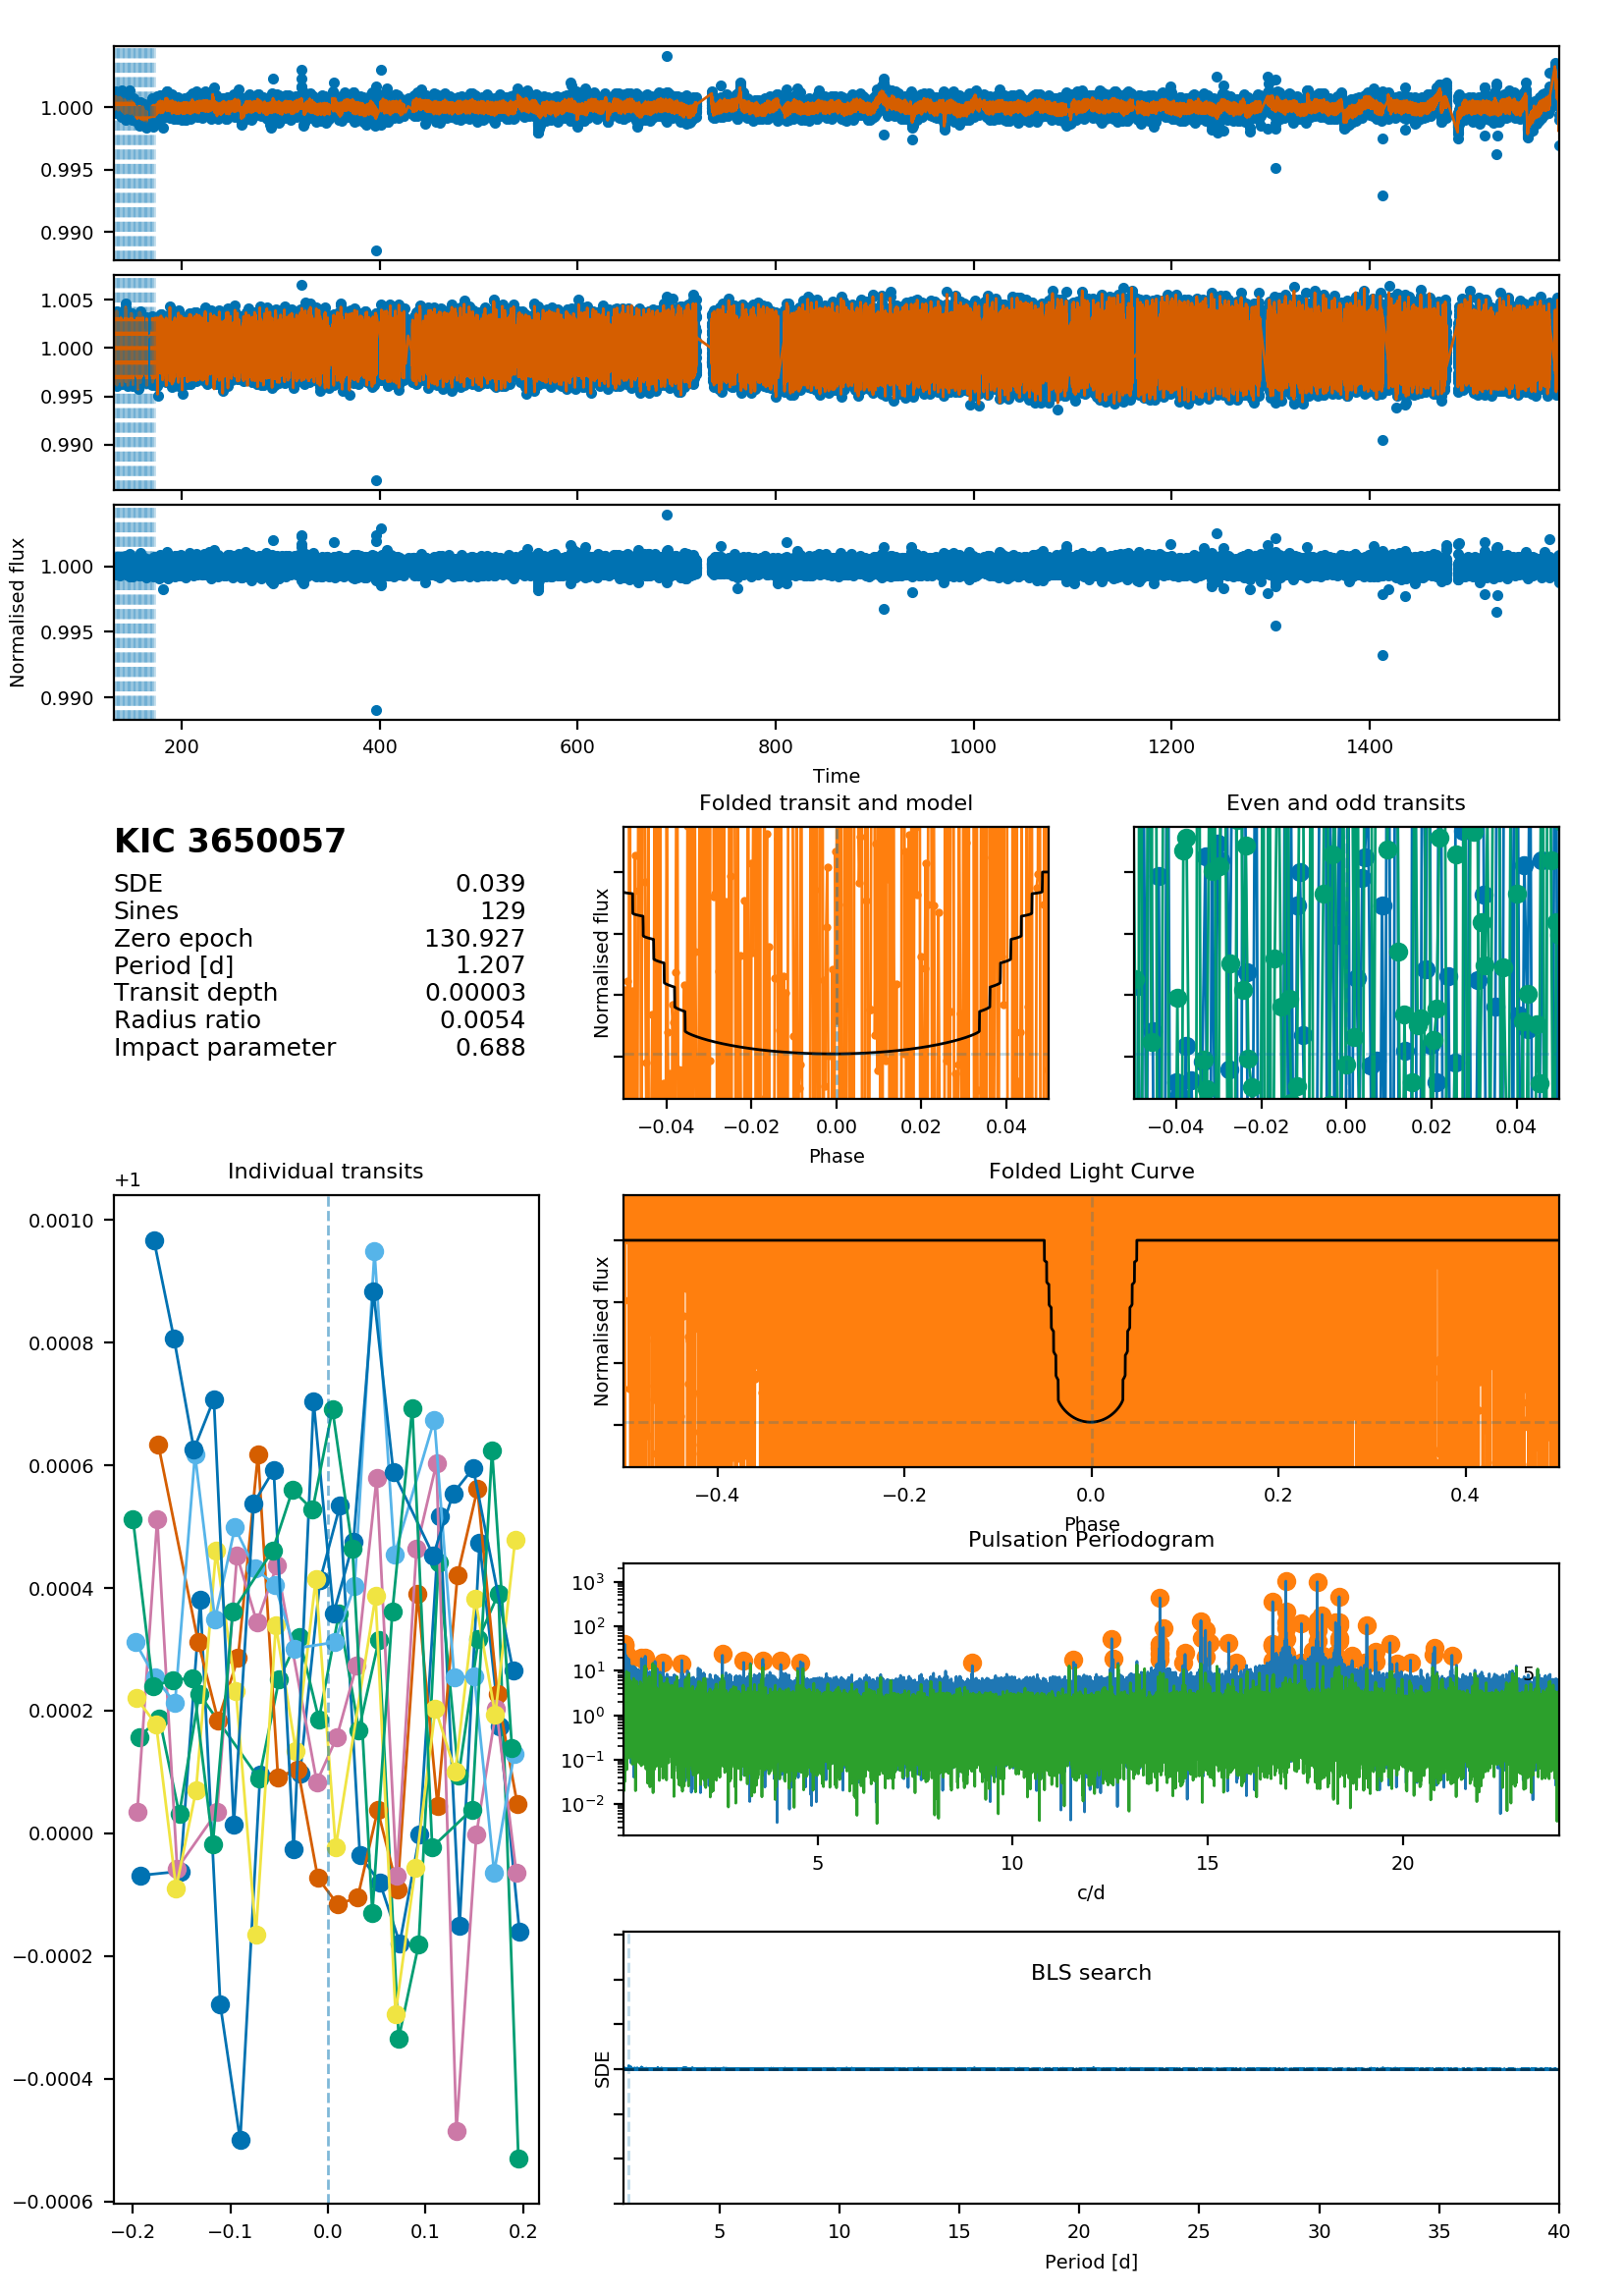 1.000
0.995
0.990
1.005
1.000
0.995
0.990
1.000
0.995
0.990
Normalised flux
200 400 600 800 1000 1200 1400
Time
KIC 3650057
SDE 0.039
Sines 129
Zero epoch 130.927
Period [d] 1.207
Transit depth 0.00003
Radius ratio 0.0054
Impact parameter 0.688
Folded transit and model
Normalised flux
−0.04 −0.02 0.00 0.02 0.04
Phase
Even and odd transits
−0.04 −0.02 0.00 0.02 0.04
Individual transits
+1
0.0010
0.0008
0.0006
0.0004
0.0002
0.0000
−0.0002
−0.0004
−0.0006
−0.2 −0.1 0.0 0.1 0.2
Folded Light Curve
Normalised flux
−0.4 −0.2 0.0 0.2 0.4
Phase
Pulsation Periodogram
10³
10²
10¹
10⁰
10⁻¹
10⁻²
5
5 10 15 20
c/d
BLS search
SDE
5 10 15 20 25 30 35 40
Period [d]